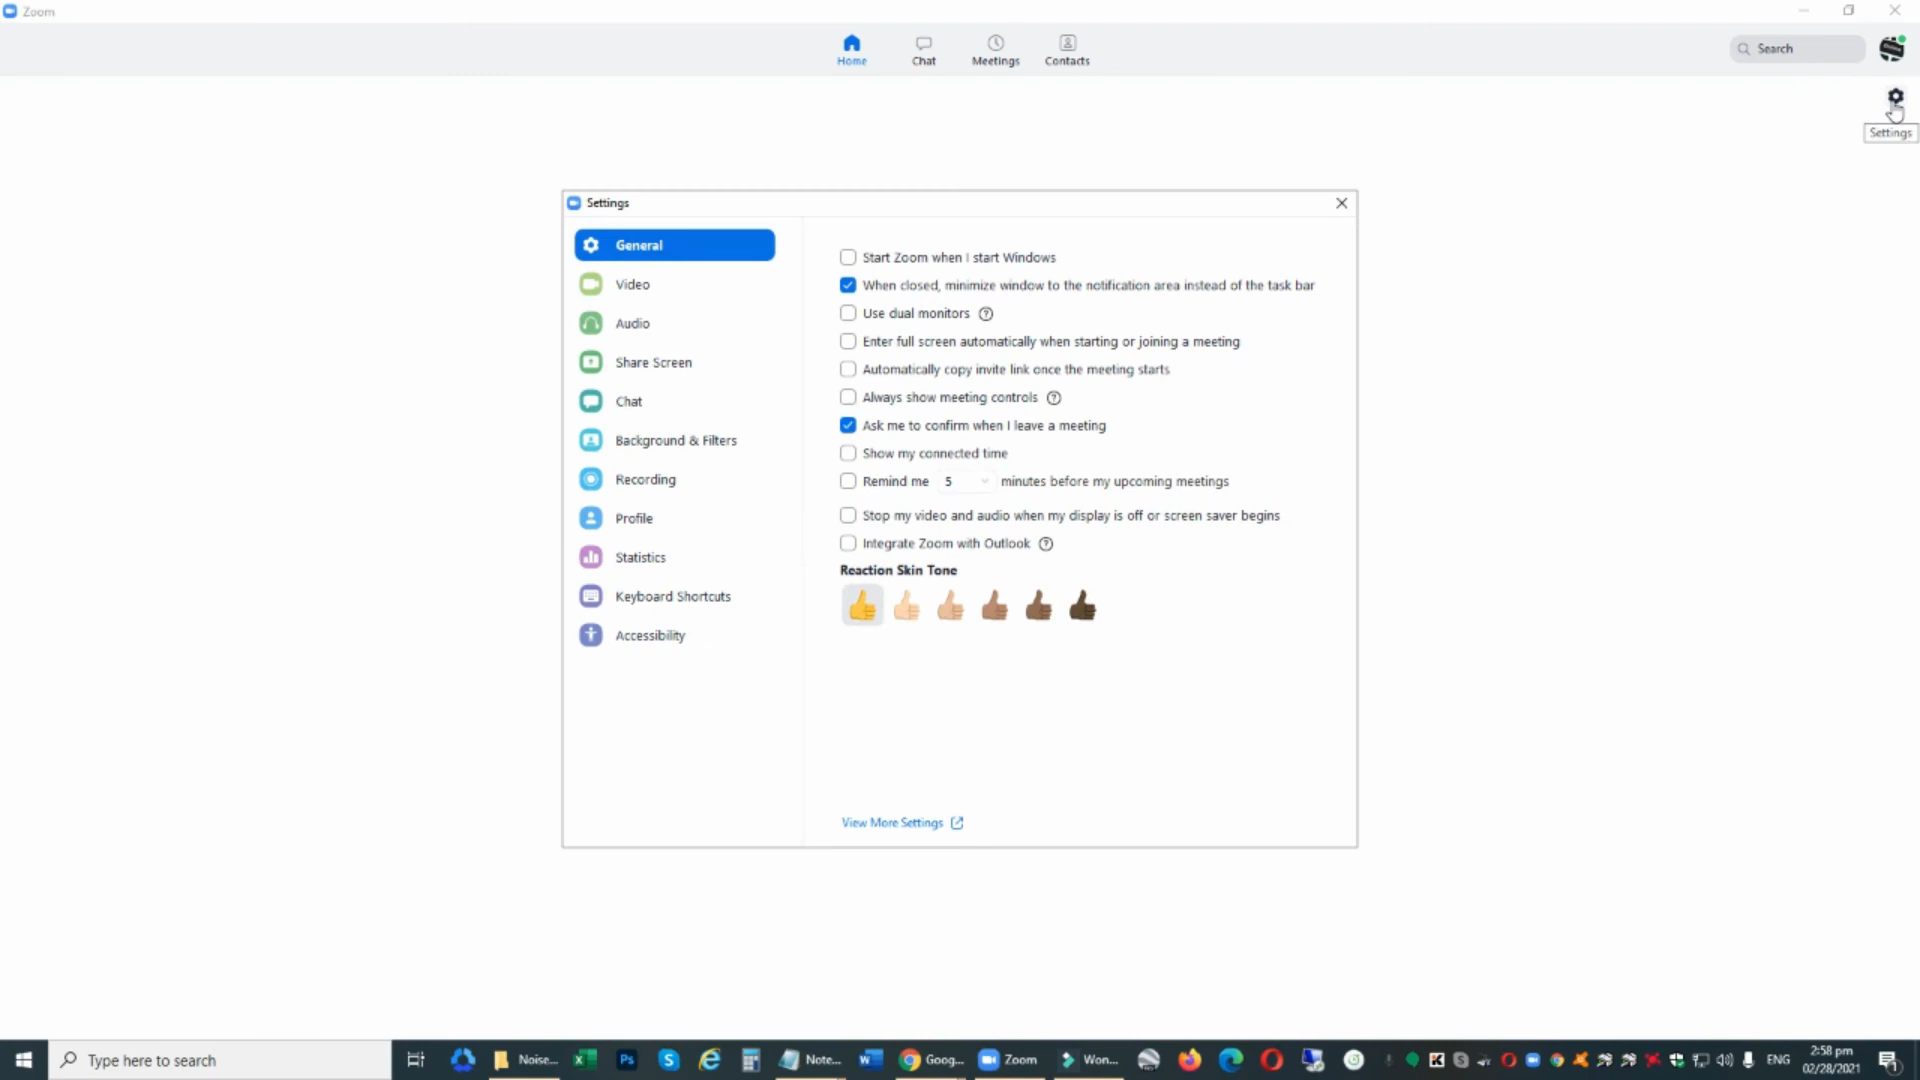 Zoom
Home
Chat
Meetings
Contacts
Search
Settings
Settings
General
Video
Audio
Share Screen
Chat
Background & Filters
Recording
Profile
Statistics
Keyboard Shortcuts
Accessibility
Start Zoom when I start Windows
When closed, minimize window to the notification area instead of the task bar
Use dual monitors
Enter full screen automatically when starting or joining a meeting
Automatically copy invite link once the meeting starts
Always show meeting controls
Ask me to confirm when I leave a meeting
Show my connected time
Remind me 5 minutes before my upcoming meetings
Stop my video and audio when my display is off or screen saver begins
Integrate Zoom with Outlook
Reaction Skin Tone
View More Settings
Type here to search
Noise...
Ps
Note...
Goog...
Zoom
Won...
ENG
2:58 pm
02/28/2021